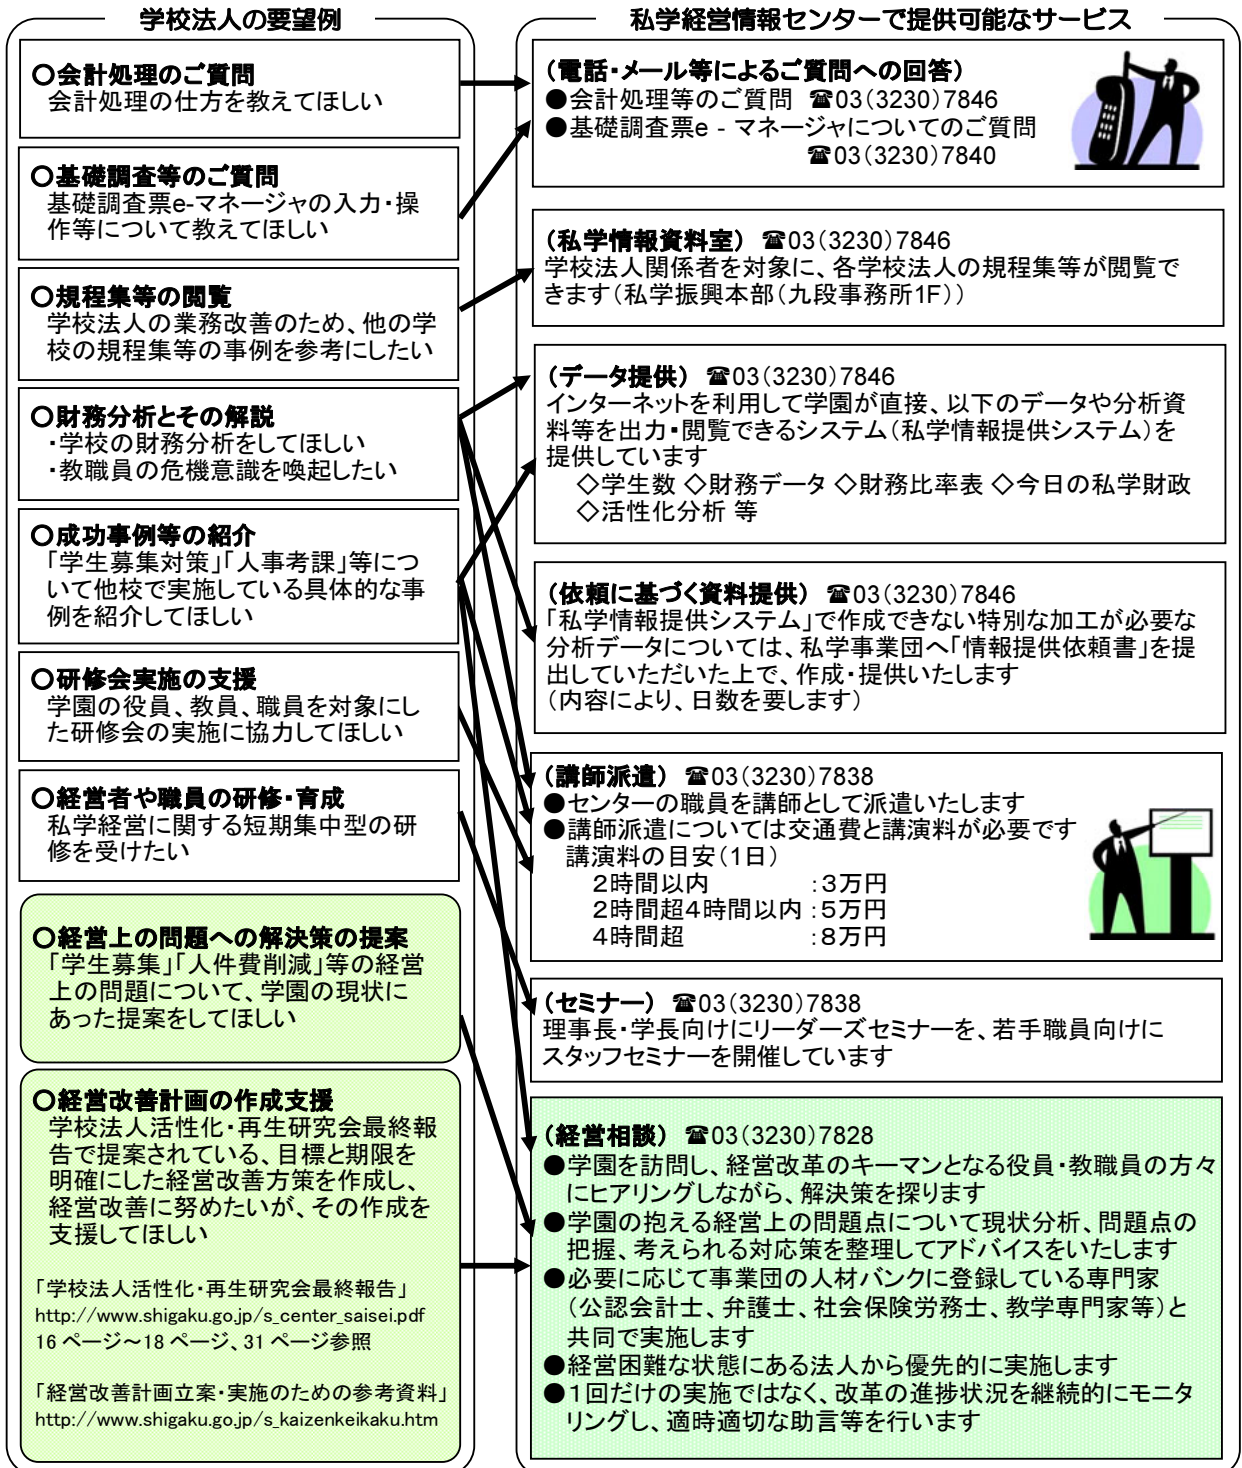 学校法人の要望例
○会計処理のご質問
会計処理の仕方を教えてほしい
○基礎調査等のご質問
基礎調査票e-マネージャの入力・操
作等について教えてほしい
○規程集等の閲覧
学校法人の業務改善のため、他の学
校の規程集等の事例を参考にしたい
○財務分析とその解説
・学校の財務分析をしてほしい
・教職員の危機意識を喚起したい
○成功事例等の紹介
「学生募集対策」「人事考課」等につ
いて他校で実施している具体的な事
例を紹介してほしい
○研修会実施の支援
学園の役員、教員、職員を対象にし
た研修会の実施に協力してほしい
○経営者や職員の研修・育成
私学経営に関する短期集中型の研
修を受けたい
○経営上の問題への解決策の提案
「学生募集」「人件費削減」等の経営
上の問題について、学園の現状に
あった提案をしてほしい
○経営改善計画の作成支援
学校法人活性化・再生研究会最終報
告で提案されている、目標と期限を
明確にした経営改善方策を作成し、
経営改善に努めたいが、その作成を
支援してほしい
「学校法人活性化・再生研究会最終報告」
http://www.shigaku.go.jp/s_center_saisei.pdf
16 ページ～18 ページ、31 ページ参照
「経営改善計画立案・実施のための参考資料」
http://www.shigaku.go.jp/s_kaizenkeikaku.htm
私学経営情報センターで提供可能なサービス
（電話・メール等によるご質問への回答）
●会計処理等のご質問 ☎03（3230）7846
●基礎調査票e - マネージャについてのご質問
☎03（3230）7840
（私学情報資料室） ☎03（3230）7846
学校法人関係者を対象に、各学校法人の規程集等が閲覧で
きます（私学振興本部（九段事務所1F））
（データ提供） ☎03（3230）7846
インターネットを利用して学園が直接、以下のデータや分析資
料等を出力・閲覧できるシステム（私学情報提供システム）を
提供しています
◇学生数 ◇財務データ ◇財務比率表 ◇今日の私学財政
◇活性化分析 等
（依頼に基づく資料提供） ☎03（3230）7846
「私学情報提供システム」で作成できない特別な加工が必要な
分析データについては、私学事業団へ「情報提供依頼書」を提
出していただいた上で、作成・提供いたします
（内容により、日数を要します）
（講師派遣） ☎03（3230）7838
●センターの職員を講師として派遣いたします
●講師派遣については交通費と講演料が必要です
講演料の目安（1日）
２時間以内 ：３万円
２時間超４時間以内 ：５万円
４時間超 ：８万円
（セミナー） ☎03（3230）7838
理事長・学長向けにリーダーズセミナーを、若手職員向けに
スタッフセミナーを開催しています
（経営相談） ☎03（3230）7828
●学園を訪問し、経営改革のキーマンとなる役員・教職員の方々
にヒアリングしながら、解決策を探ります
●学園の抱える経営上の問題点について現状分析、問題点の
把握、考えられる対応策を整理してアドバイスをいたします
●必要に応じて事業団の人材バンクに登録している専門家
（公認会計士、弁護士、社会保険労務士、教学専門家等）と
共同で実施します
●経営困難な状態にある法人から優先的に実施します
●１回だけの実施ではなく、改革の進捗状況を継続的にモニタ
リングし、適時適切な助言等を行います